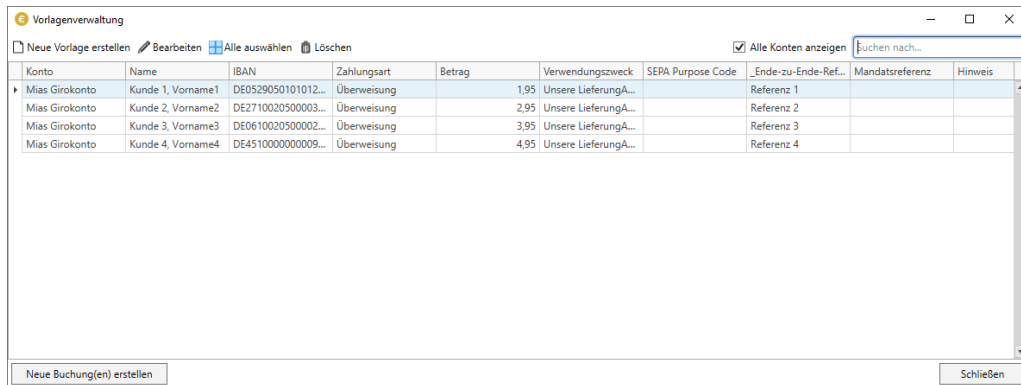 € Vorlagenverwaltung
Neue Vorlage erstellen Bearbeiten Alle auswählen Löschen Alle Konten anzeigen Suchen nach...
Konto Name IBAN Zahlungsart Betrag Verwendungszweck SEPA Purpose Code _Ende-zu-Ende-Ref... Mandatsreferenz Hinweis
Mias Girokonto Kunde 1, Vorname1 DE0529050101012... Überweisung 1,95 Unsere LieferungA... Referenz 1
Mias Girokonto Kunde 2, Vorname2 DE2710020500003... Überweisung 2,95 Unsere LieferungA... Referenz 2
Mias Girokonto Kunde 3, Vorname3 DE0610020500002... Überweisung 3,95 Unsere LieferungA... Referenz 3
Mias Girokonto Kunde 4, Vorname4 DE4510000000009... Überweisung 4,95 Unsere LieferungA... Referenz 4
Neue Buchung(en) erstellen Schließen